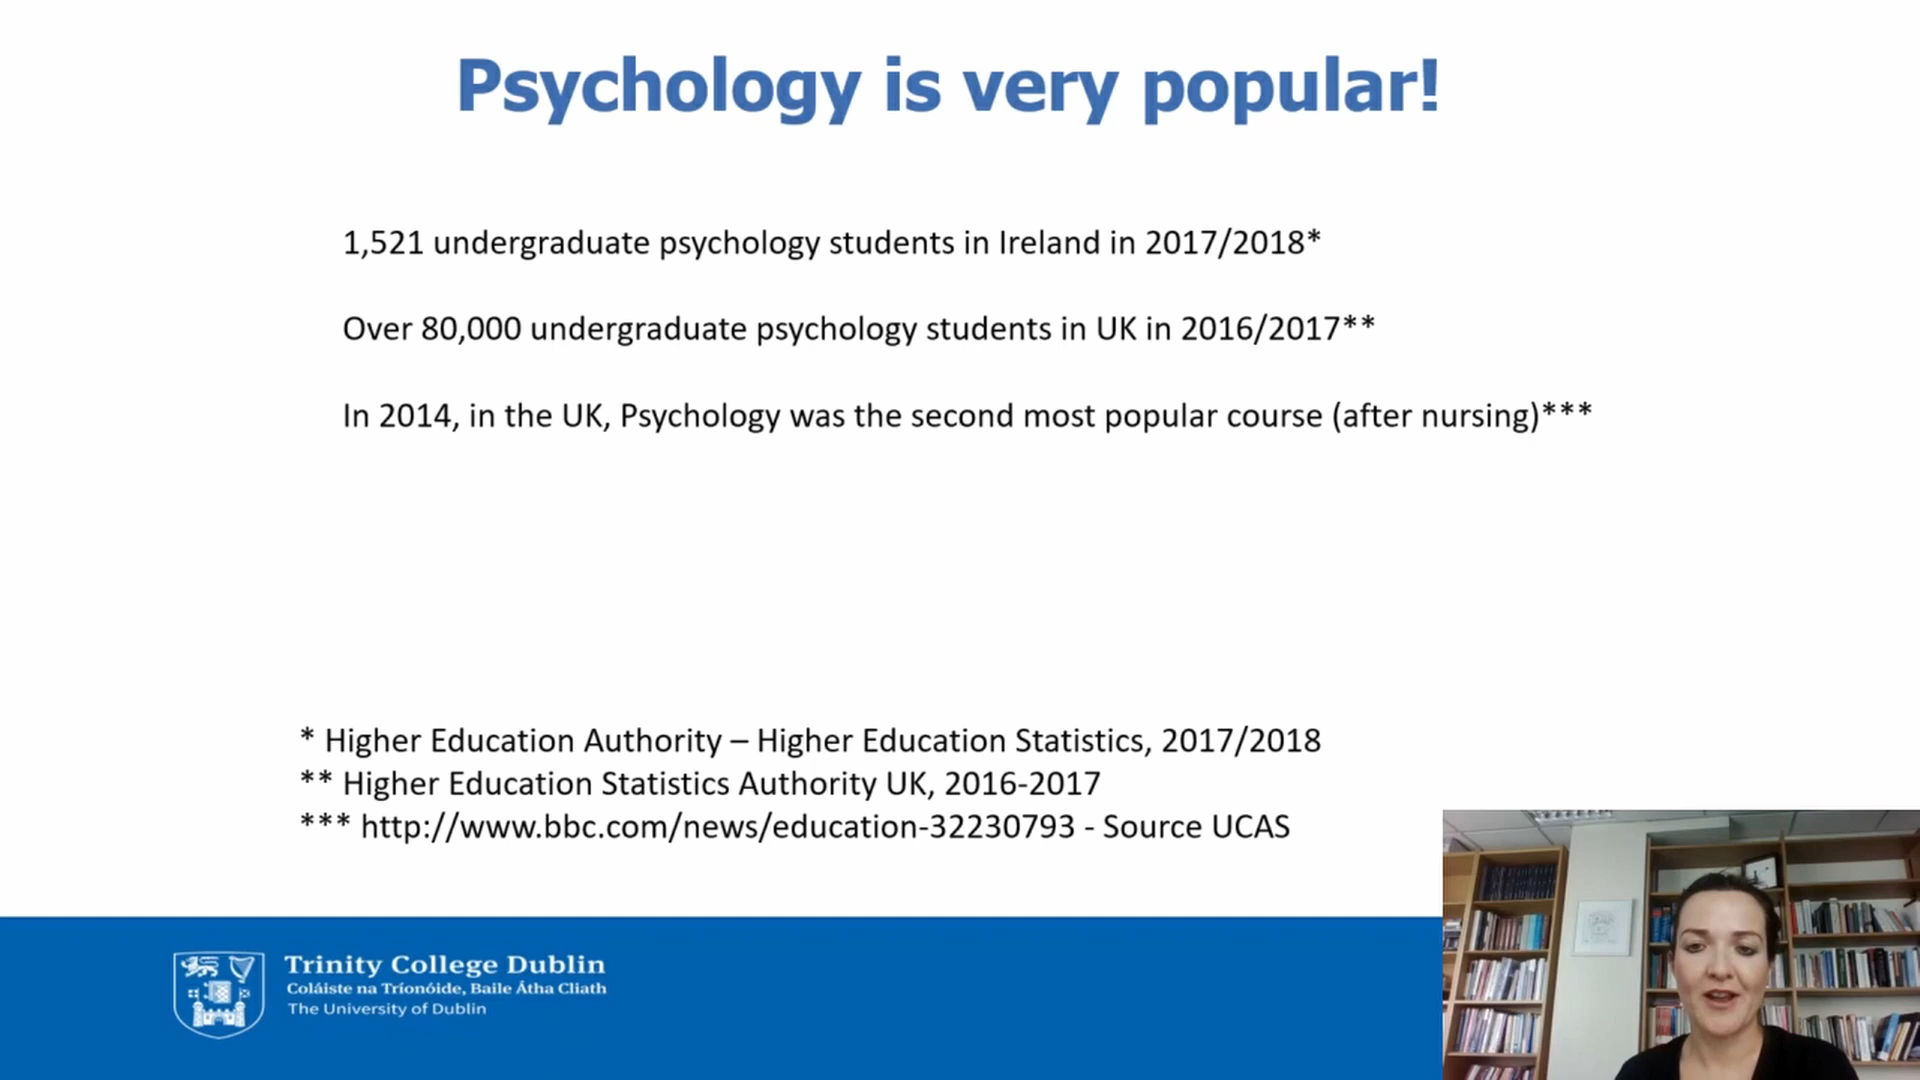 Psychology is very popular!
1,521 undergraduate psychology students in Ireland in 2017/2018*
Over 80,000 undergraduate psychology students in UK in 2016/2017**
In 2014, in the UK, Psychology was the second most popular course (after nursing)***
* Higher Education Authority – Higher Education Statistics, 2017/2018
** Higher Education Statistics Authority UK, 2016-2017
*** http://www.bbc.com/news/education-32230793 - Source UCAS
Trinity College Dublin
Coláiste na Tríonóide, Baile Átha Cliath
The University of Dublin